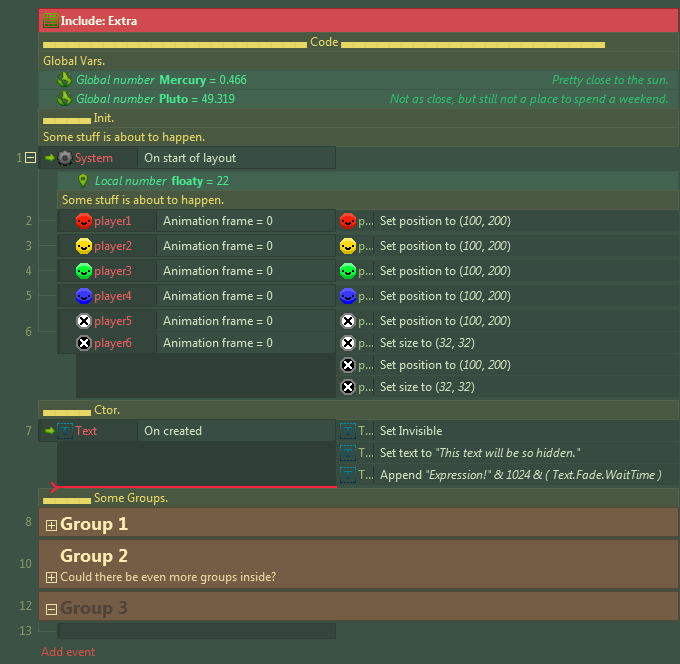 Include: Extra
Code
Global Vars.
Global number Mercury = 0.466 Pretty close to the sun.
Global number Pluto = 49.319 Not as close, but still not a place to spend a weekend.
Init.
Some stuff is about to happen.
1 System On start of layout
Local number floaty = 22
Some stuff is about to happen.
2 player1 Animation frame = 0 p... Set position to (100, 200)
3 player2 Animation frame = 0 p... Set position to (100, 200)
4 player3 Animation frame = 0 p... Set position to (100, 200)
5 player4 Animation frame = 0 p... Set position to (100, 200)
6 player5 Animation frame = 0 p... Set position to (100, 200)
player6 Animation frame = 0 p... Set size to (32, 32)
p... Set position to (100, 200)
p... Set size to (32, 32)
Ctor.
7 Text On created T... Set Invisible
T... Set text to "This text will be so hidden."
T... Append "Expression!" & 1024 & ( Text.Fade.WaitTime )
Some Groups.
8 Group 1
10 Group 2
Could there be even more groups inside?
12 Group 3
13
Add event